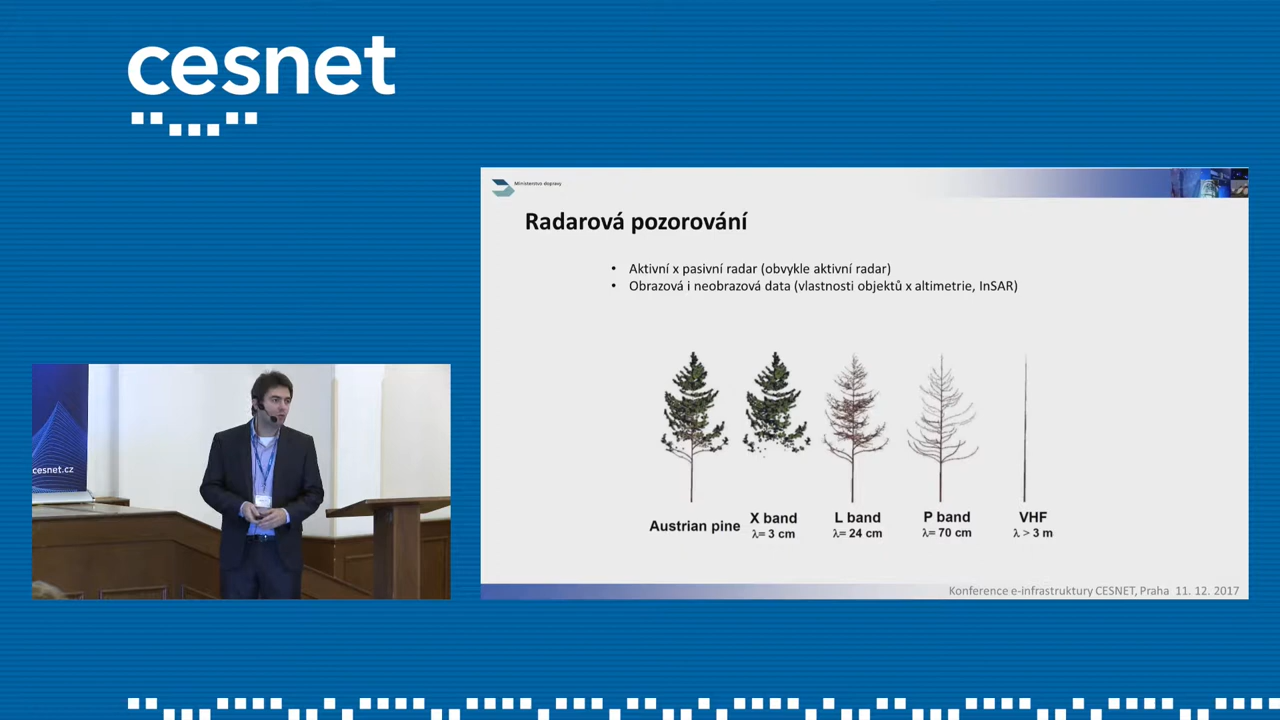 cesnet
Ministerstvo dopravy
Radarová pozorování
• Aktivní x pasivní radar (obvykle aktivní radar)
• Obrazová i neobrazová data (vlastnosti objektů x altimetrie, InSAR)
Austrian pine
X band
λ= 3 cm
L band
λ= 24 cm
P band
λ= 70 cm
VHF
λ > 3 m
cesnet.cz
Konference e-infrastruktury CESNET, Praha 11. 12. 2017